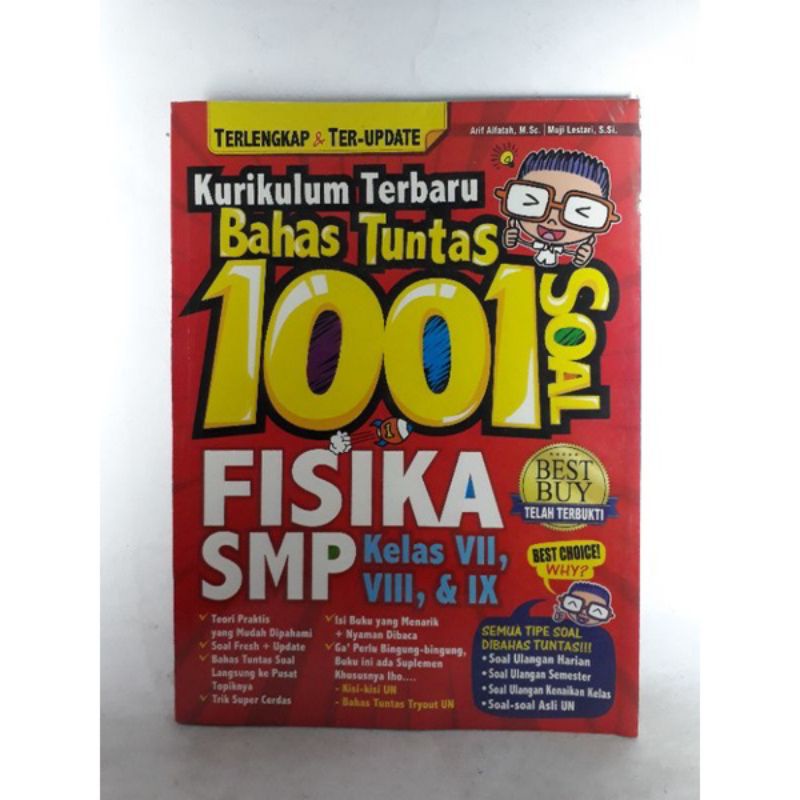 TERLENGKAP & TER-UPDATE
Arif Alfatah, M.Sc. | Muji Lestari, S.Si.
Kurikulum Terbaru
Bahas Tuntas
1001
SOAL
FISIKA
SMP
Kelas VII,
VIII, & IX
1
BEST
BUY
TELAH TERBUKTI
BEST CHOICE!
WHY?
✓ Teori Praktis
yang Mudah Dipahami
✓ Soal Fresh + Update
✓ Bahas Tuntas Soal
Langsung ke Pusat
Topiknya
✓ Trik Super Cerdas
✓ Isi Buku yang Menarik
+ Nyaman Dibaca
✓ Ga' Perlu Bingung-bingung,
Buku ini ada Suplemen
Khususnya lho....
- Kisi-kisi UN
- Bahas Tuntas Tryout UN
SEMUA TIPE SOAL
DIBAHAS TUNTAS!!!
• Soal Ulangan Harian
• Soal Ulangan Semester
• Soal Ulangan Kenaikan Kelas
• Soal-soal Asli UN